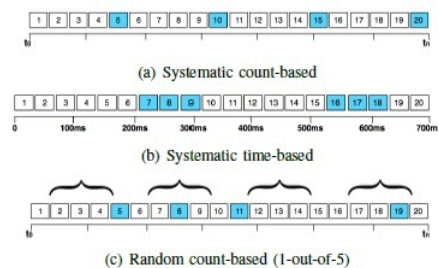 1 2 3 4 5 6 7 8 9 10 11 12 13 14 15 16 17 18 19 20
t0 tn
(a) Systematic count-based
1 2 3 4 5 6 7 8 9 10 11 12 13 14 15 16 17 18 19 20
0 100ms 200ms 300ms 400ms 500ms 600ms 700ms
(b) Systematic time-based
1 2 3 4 5 6 7 8 9 10 11 12 13 14 15 16 17 18 19 20
t0 tn
(c) Random count-based (1-out-of-5)